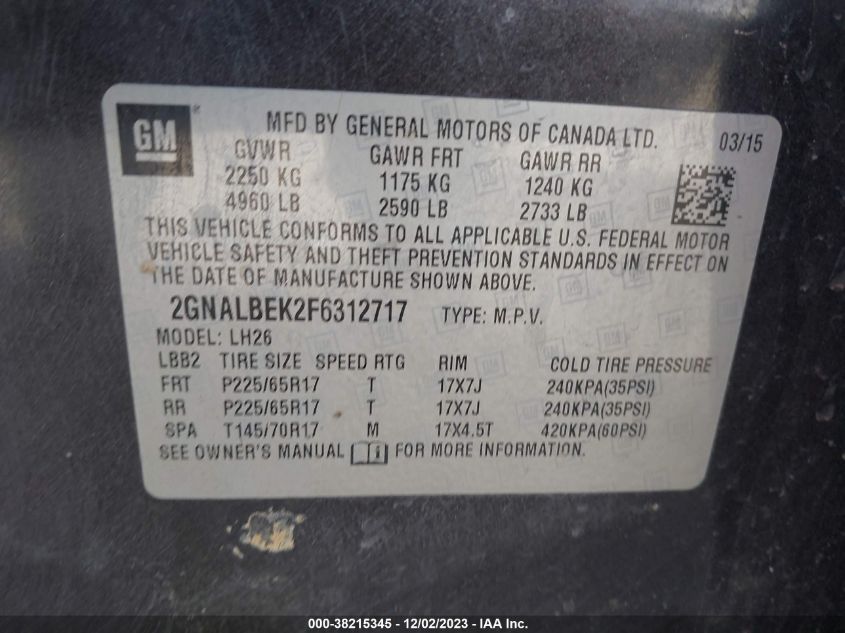 GM ®
MFD BY GENERAL MOTORS OF CANADA LTD. 03/15
GVWR GAWR FRT GAWR RR
2250 KG 1175 KG 1240 KG
4960 LB 2590 LB 2733 LB
THIS VEHICLE CONFORMS TO ALL APPLICABLE U.S. FEDERAL MOTOR
VEHICLE SAFETY AND THEFT PREVENTION STANDARDS IN EFFECT ON
THE DATE OF MANUFACTURE SHOWN ABOVE.
2GNALBEK2F6312717 TYPE: M.P.V.
MODEL: LH26
LBB2 TIRE SIZE SPEED RTG RIM COLD TIRE PRESSURE
FRT P225/65R17 T 17X7J 240KPA(35PSI)
RR P225/65R17 T 17X7J 240KPA(35PSI)
SPA T145/70R17 M 17X4.5T 420KPA(60PSI)
SEE OWNER'S MANUAL FOR MORE INFORMATION.
000-38215345 - 12/02/2023 - IAA Inc.